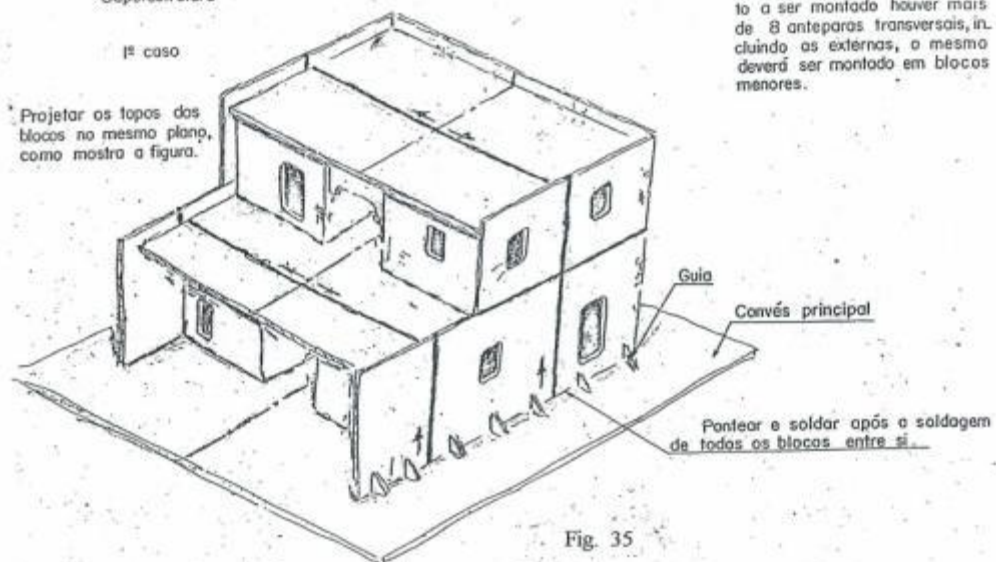 1º caso
Projetar os topos dos
blocos no mesmo plano,
como mostra a figura.
to a ser montado houver mais
de 8 anteparas transversais, in_
cluindo as externas, o mesmo
deverá ser montado em blocos
menores.
Guia
Convés principal
Pontear e soldar após a soldagem
de todos os blocos entre si.
Fig. 35